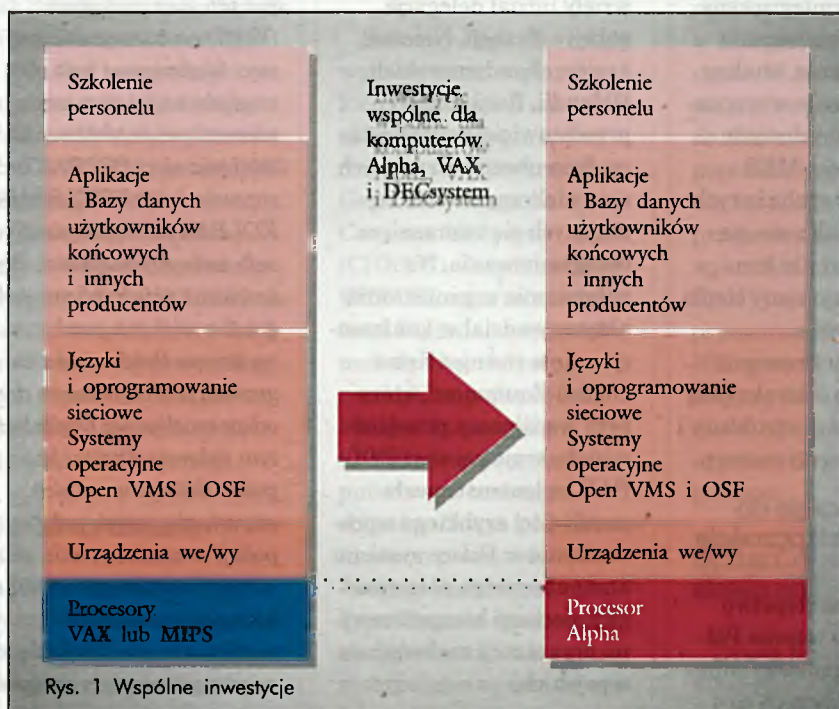 Szkolenie
personelu
Aplikacje
i Bazy danych
użytkowników
końcowych
i innych
producentów
Języki
i oprogramowanie
sieciowe
Systemy
operacyjne
Open VMS i OSF
Urządzenia we/wy
Procesory
VAX lub MIPS
Inwestycje
wspólne dla
komputerów
Alpha, VAX
i DECsystem
Szkolenie
personelu
Aplikacje
i Bazy danych
użytkowników
końcowych
i innych
producentów
Języki
i oprogramowanie
sieciowe
Systemy
operacyjne
Open VMS i OSF
Urządzenia we/wy
Procesor
Alpha
Rys. 1 Wspólne inwestycje